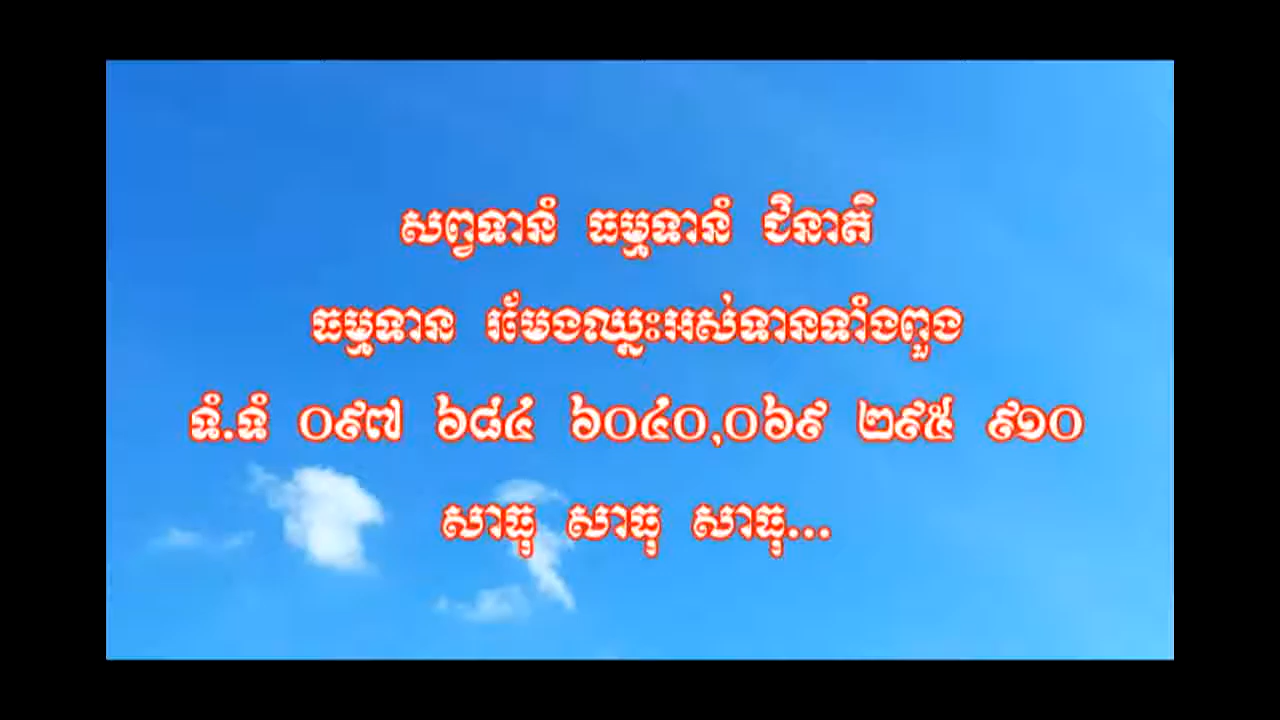 សព្វទានំ ធម្មទានំ ជិនាតិ
ធម្មទាន រមែងឈ្នះអរស់ទានទាំងពួង
ទំ.ទំ ០៩៧ ៦៨៤ ៦០៤០,០៦៩ ២៩៥ ៩១០
សាធុ សាធុ សាធុ...